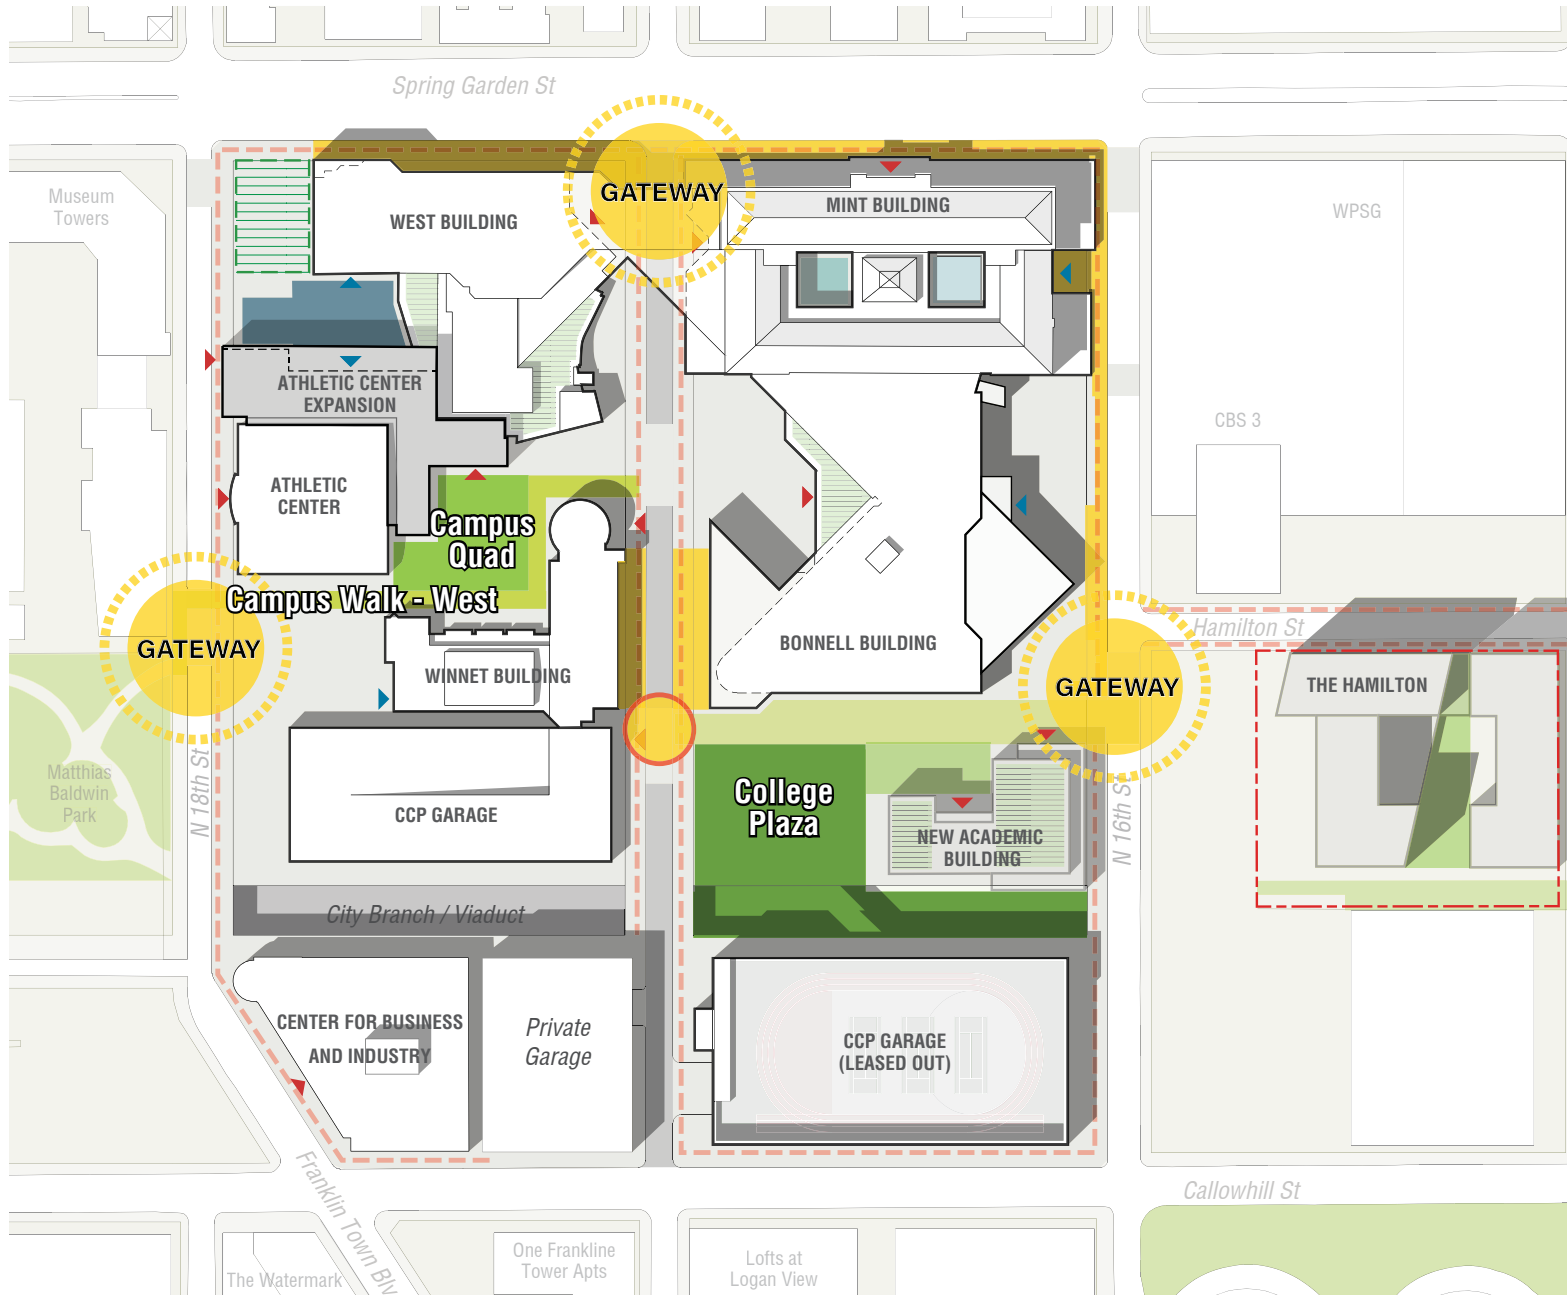 Spring Garden St
Museum
Towers
WEST BUILDING
GATEWAY
MINT BUILDING
WPSG
ATHLETIC CENTER
EXPANSION
CBS 3
ATHLETIC
CENTER
Campus
Quad
Campus Walk - West
GATEWAY
WINNET BUILDING
BONNELL BUILDING
GATEWAY
Hamilton St
THE HAMILTON
Matthias
Baldwin
Park
N 18th St
CCP GARAGE
College
Plaza
NEW ACADEMIC
BUILDING
N 16th St
City Branch / Viaduct
CENTER FOR BUSINESS
AND INDUSTRY
Private
Garage
CCP GARAGE
(LEASED OUT)
Franklin Town Blv
Callowhill St
The Watermark
One Frankline
Tower Apts
Lofts at
Logan View